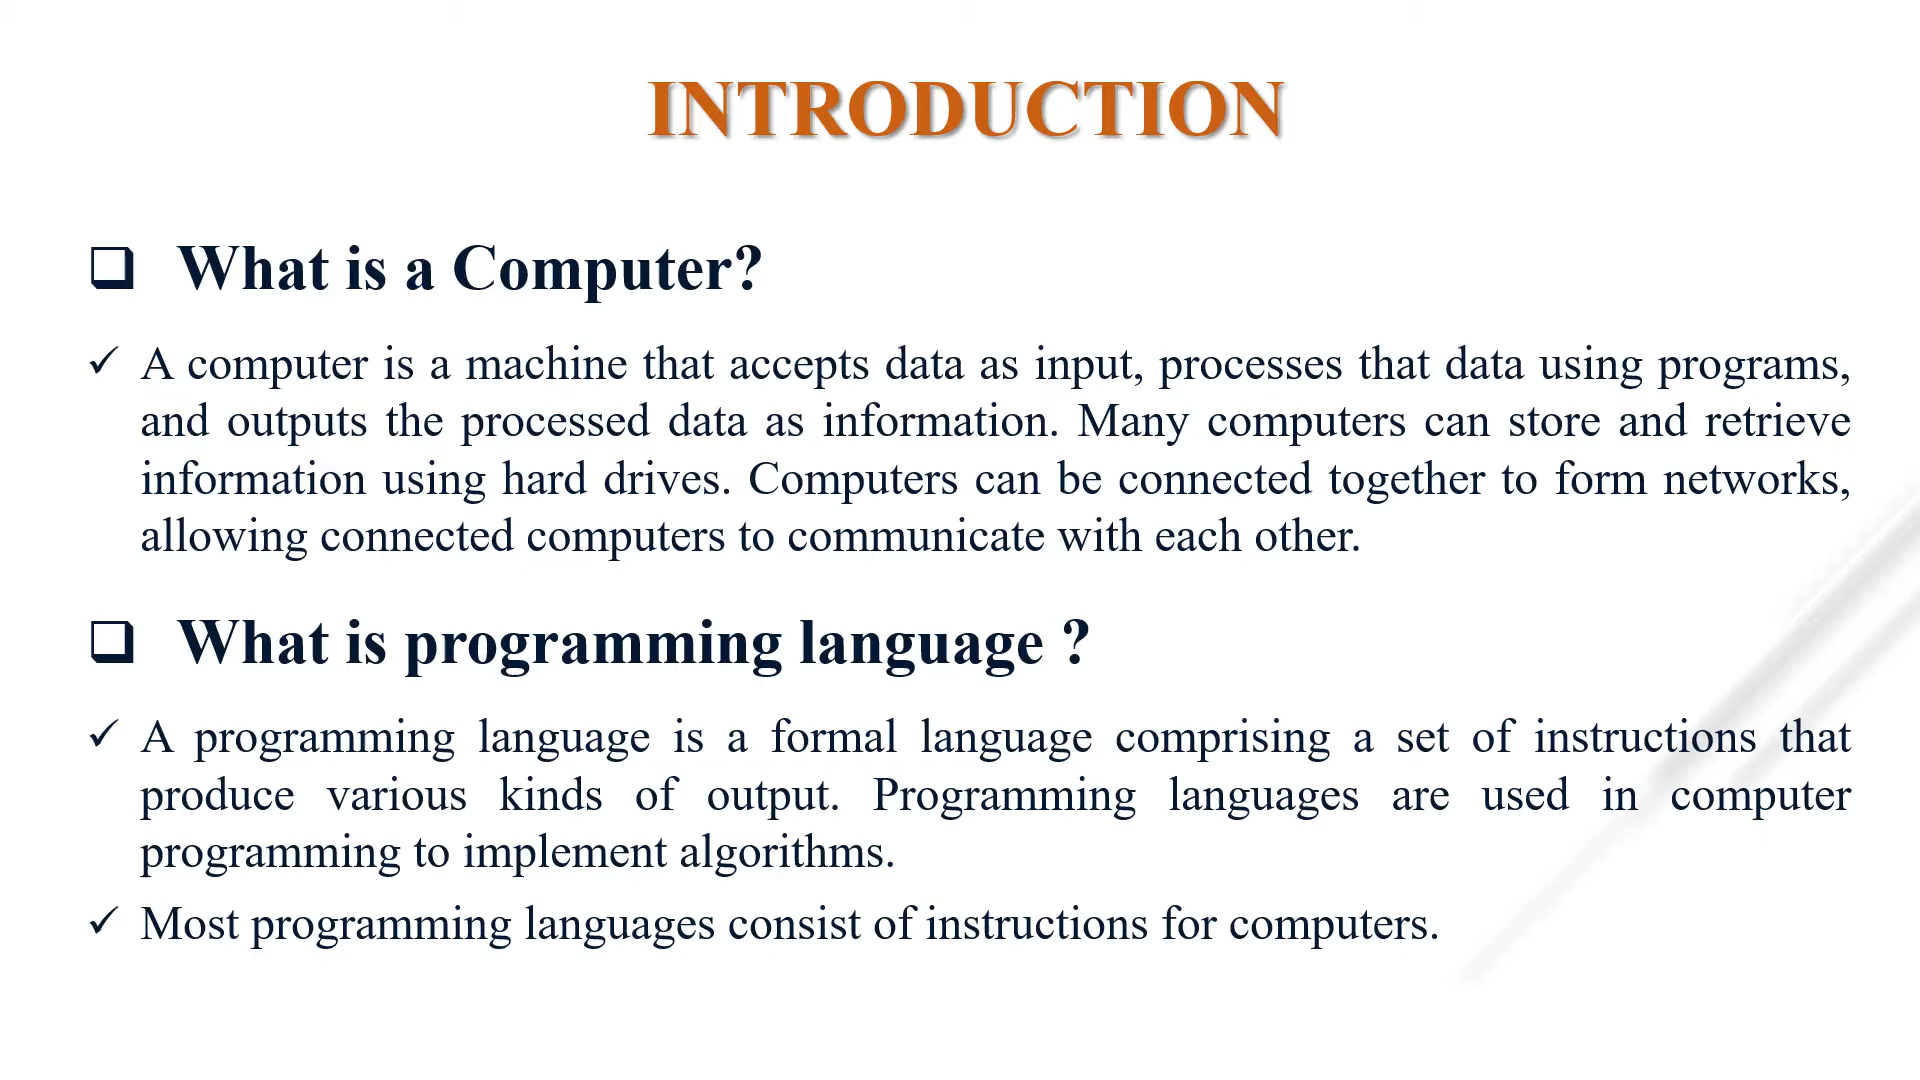 INTRODUCTION
❑ What is a Computer?
✓ A computer is a machine that accepts data as input, processes that data using programs,
and outputs the processed data as information. Many computers can store and retrieve
information using hard drives. Computers can be connected together to form networks,
allowing connected computers to communicate with each other.
❑ What is programming language ?
✓ A programming language is a formal language comprising a set of instructions that
produce various kinds of output. Programming languages are used in computer
programming to implement algorithms.
✓ Most programming languages consist of instructions for computers.